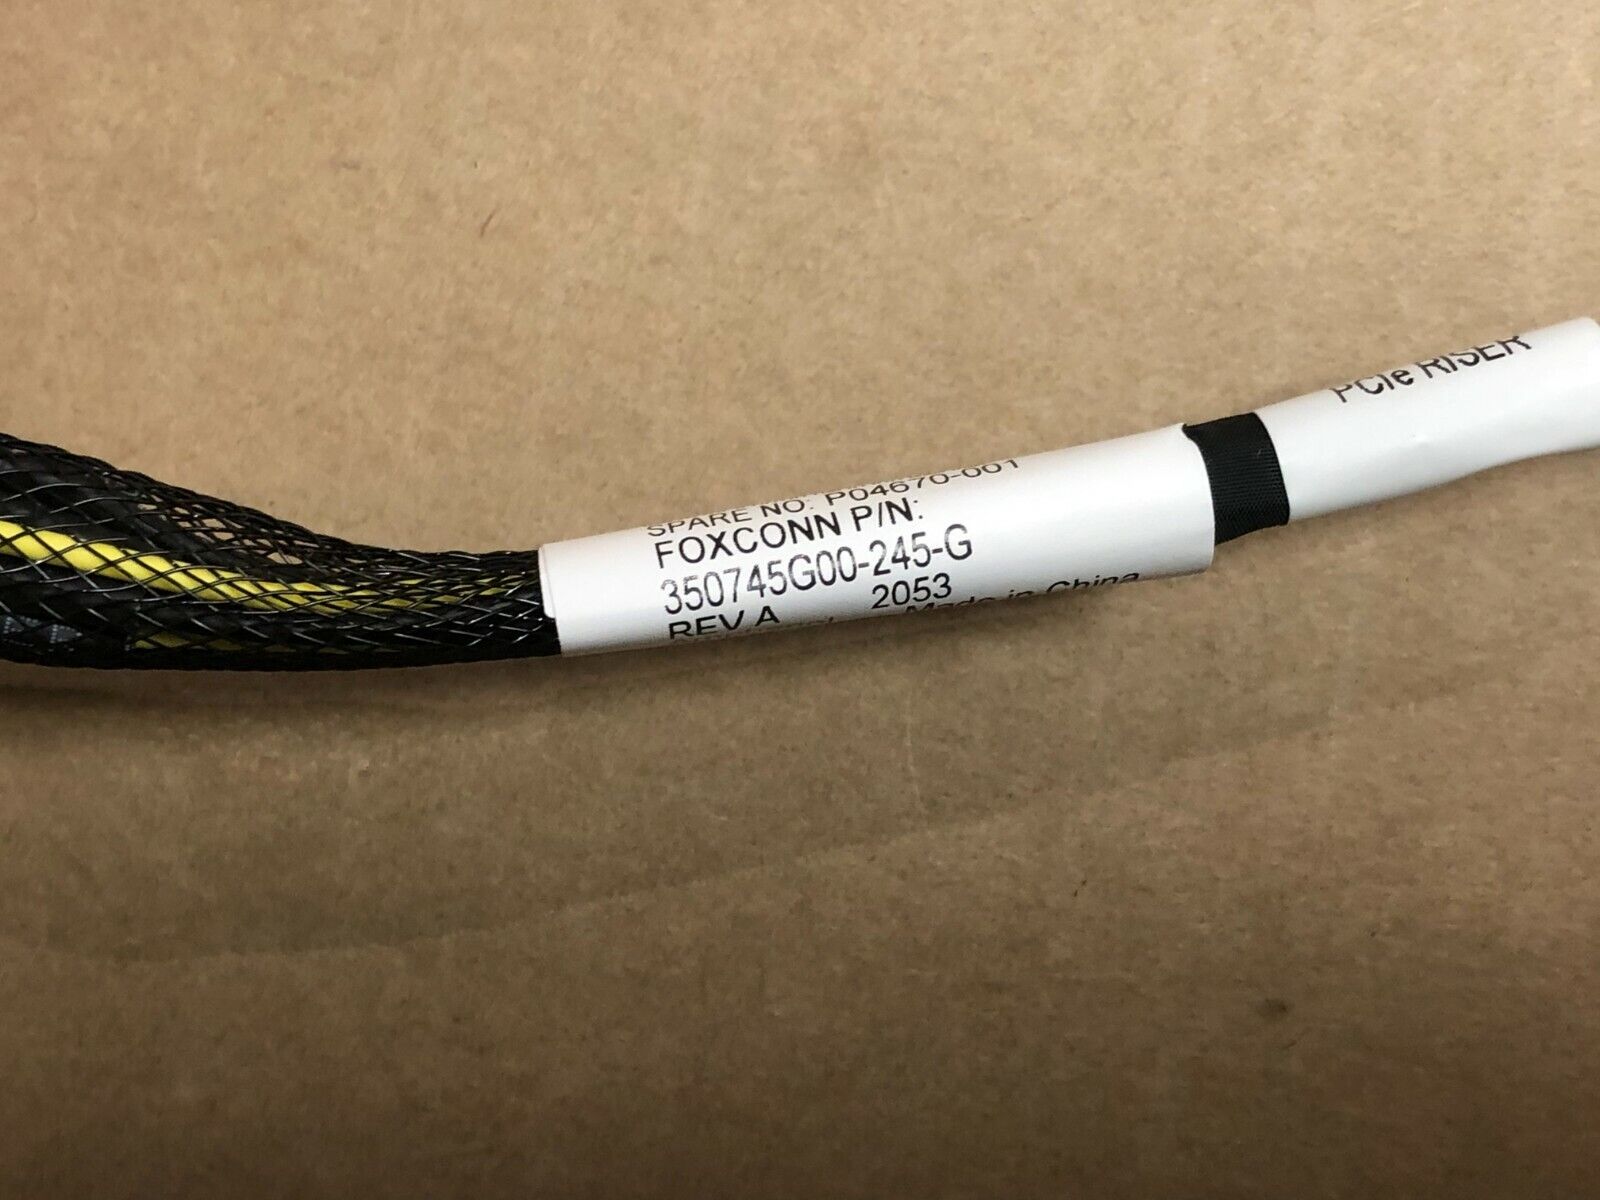 SPARE NO: P04670-001
FOXCONN P/N:
350745G00-245-G
REV A 2053
Made in China
PCIe RISER